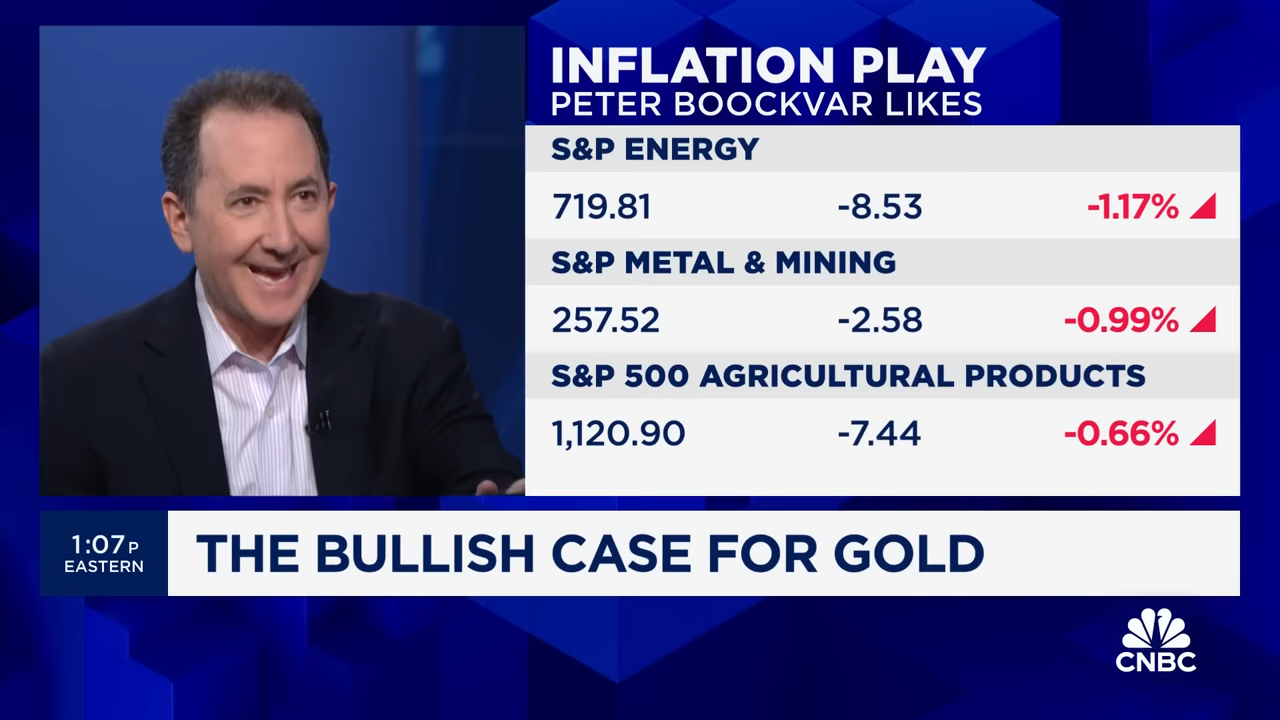 INFLATION PLAY
PETER BOOCKVAR LIKES
S&P ENERGY
719.81 -8.53 -1.17%
S&P METAL & MINING
257.52 -2.58 -0.99%
S&P 500 AGRICULTURAL PRODUCTS
1,120.90 -7.44 -0.66%
1:07 P
EASTERN
THE BULLISH CASE FOR GOLD
CNBC